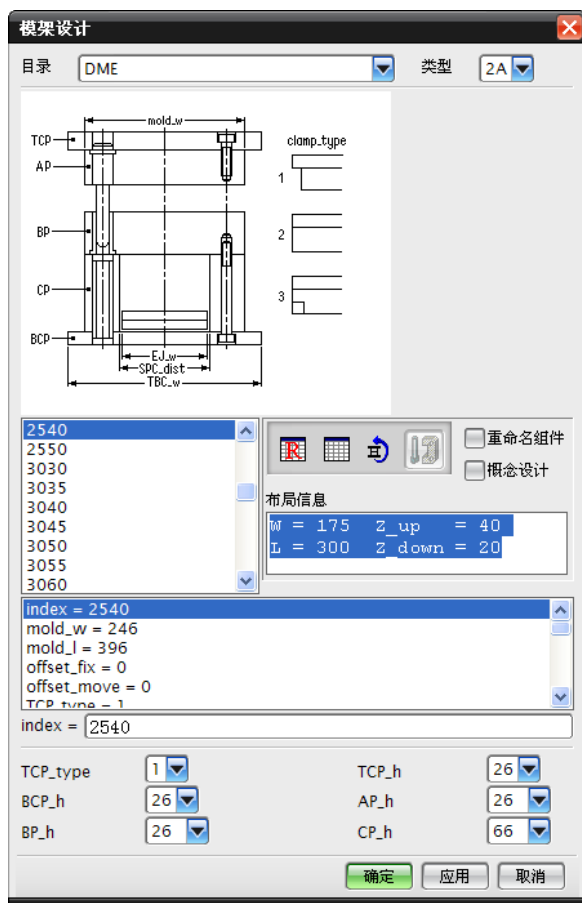 模架设计
目录 DME 类型 2A
mold_w
TCP
AP
BP
CP
BCP
EJ_w
SPC_dist
TBC_w
clamp_type
1
2
3
2540
2550
3030
3035
3040
3045
3050
3055
3060
R
重命名组件
概念设计
布局信息
W = 175 Z_up = 40
L = 300 Z_down = 20
index = 2540
mold_w = 246
mold_l = 396
offset_fix = 0
offset_move = 0
TCP_type = 1
index = 2540
TCP_type 1 TCP_h 26
BCP_h 26 AP_h 26
BP_h 26 CP_h 66
确定 应用 取消